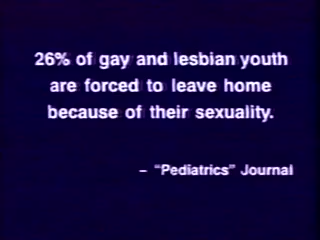 26% of gay and lesbian youth
are forced to leave home
because of their sexuality.
– "Pediatrics" Journal